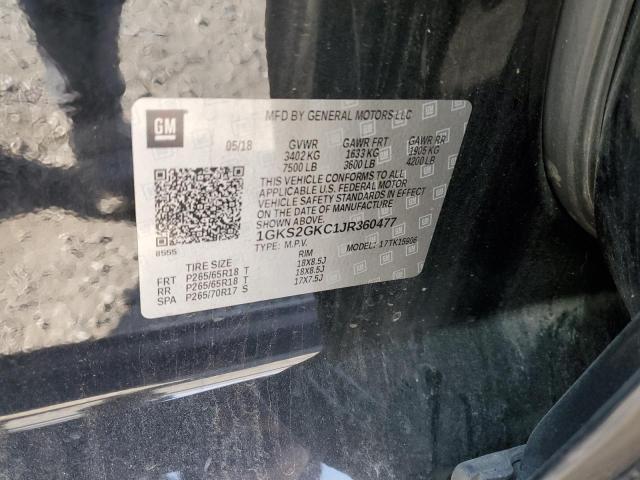 MFD BY GENERAL MOTORS LLC
GM
05/18 GVWR GAWR FRT GAWR RR
3402 KG 1633 KG 1905 KG
7500 LB 3600 LB 4200 LB
THIS VEHICLE CONFORMS TO ALL
APPLICABLE U.S. FEDERAL MOTOR
VEHICLE SAFETY STANDARDS IN EFFECT
ON THE DATE OF MANUFACTURE
SHOWN ABOVE.
1GKS2GKC1JR360477
8555
TYPE: M.P.V. MODEL: 17TK15906
TIRE SIZE RIM
FRT P265/65R18 T 18X8.5J
RR P265/65R18 T 18X8.5J
SPA P265/70R17 S 17X7.5J